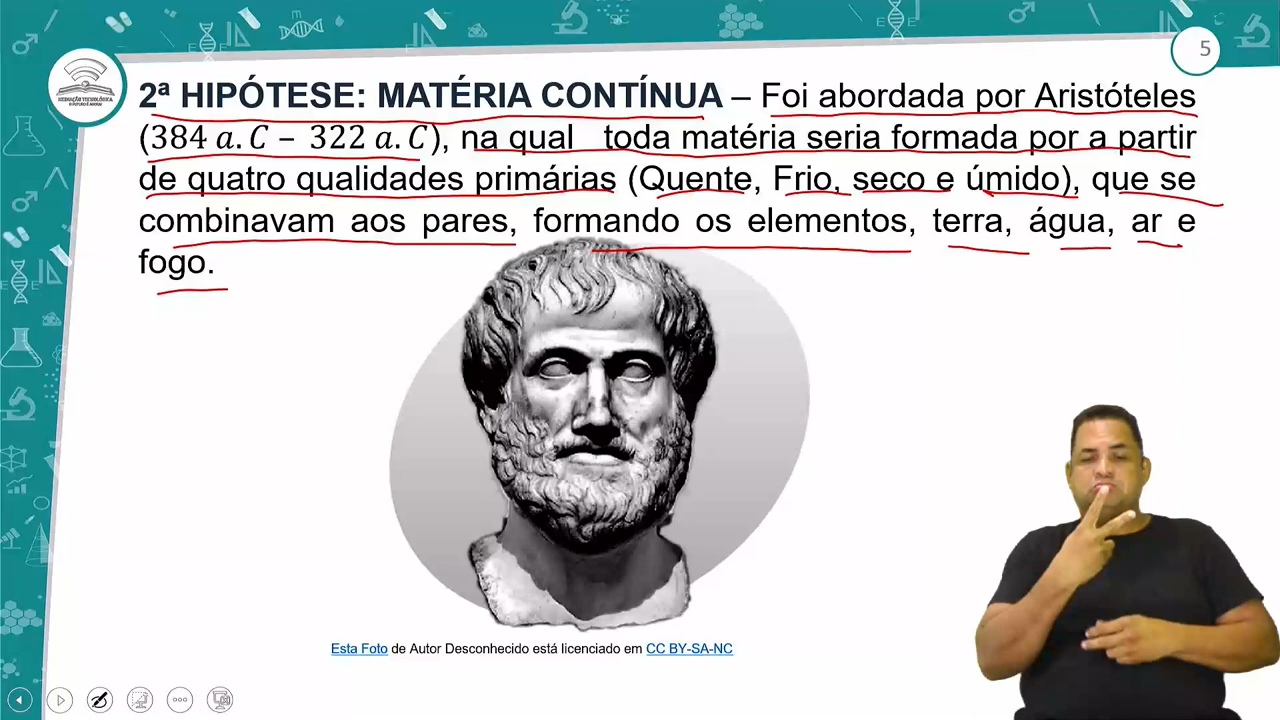 5
2ª HIPÓTESE: MATÉRIA CONTÍNUA – Foi abordada por Aristóteles
(384 a.C – 322 a.C), na qual toda matéria seria formada por a partir
de quatro qualidades primárias (Quente, Frio, seco e úmido), que se
combinavam aos pares, formando os elementos, terra, água, ar e
fogo.
MEDIAÇÃO TECNOLÓGICA
Esta Foto de Autor Desconhecido está licenciado em CC BY-SA-NC